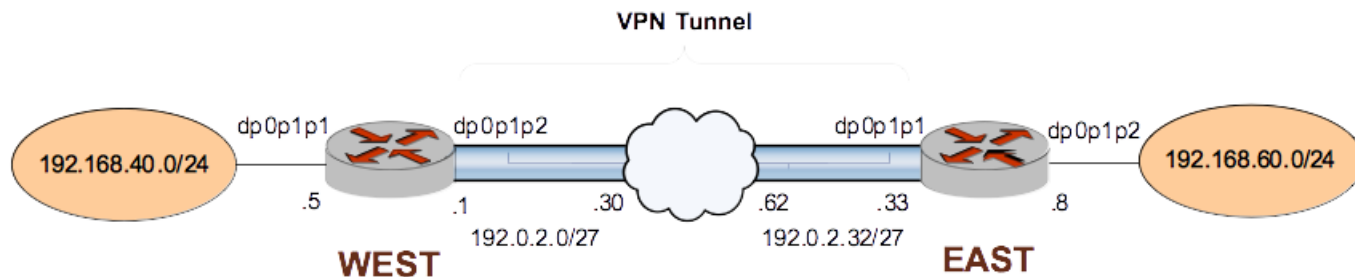 VPN Tunnel
dp0p1p1
dp0p1p2
dp0p1p1
dp0p1p2
192.168.40.0/24
192.168.60.0/24
.5
.1
.30
.62
.33
.8
192.0.2.0/27
192.0.2.32/27
WEST
EAST